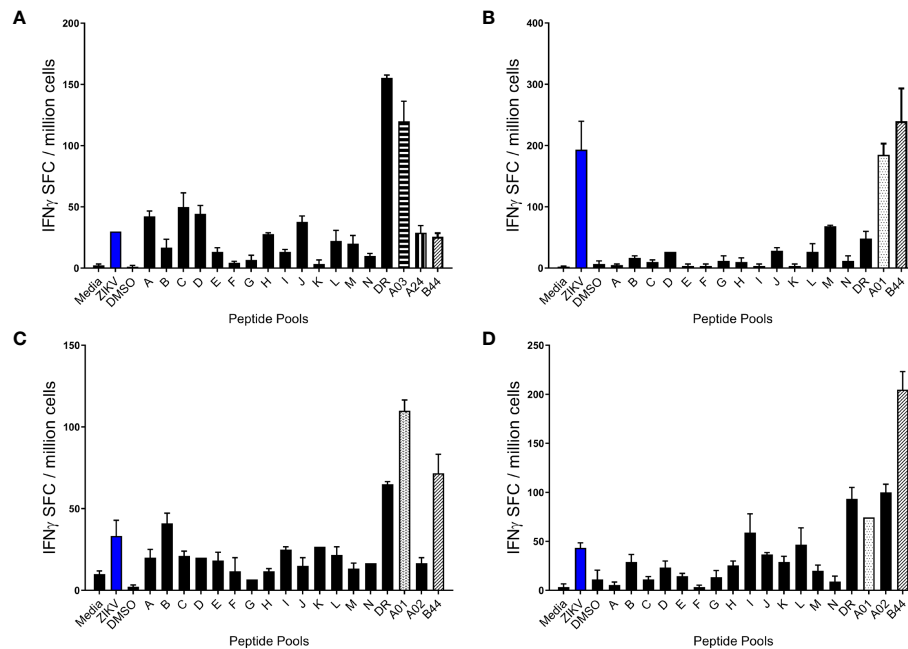 A
IFNγ SFC / million cells
200
150
100
50
0
Media ZIKV DMSO A B C D E F G H I J K L M N DR A03 A24 B44
Peptide Pools
B
IFNγ SFC / million cells
400
300
200
100
0
Media ZIKV DMSO A B C D E F G H I J K L M N DR A01 B44
Peptide Pools
C
IFNγ SFC / million cells
150
100
50
0
Media ZIKV DMSO A B C D E F G H I J K L M N DR A01 A02 B44
Peptide Pools
D
IFNγ SFC / million cells
250
200
150
100
50
0
Media ZIKV DMSO A B C D E F G H I J K L M N DR A01 A02 B44
Peptide Pools